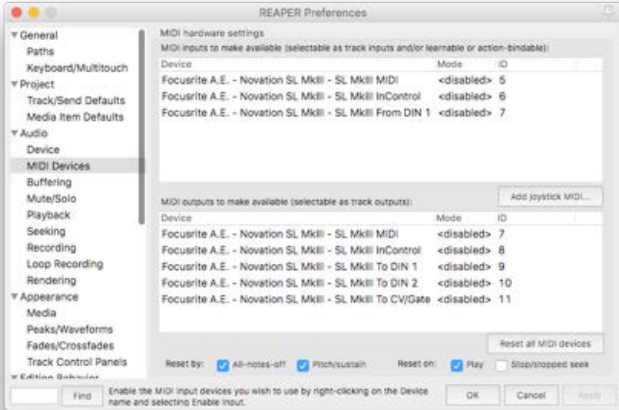 REAPER Preferences
General
Paths
Keyboard/Multitouch
Project
Track/Send Defaults
Media Item Defaults
Audio
Device
MIDI Devices
Buffering
Mute/Solo
Playback
Seeking
Recording
Loop Recording
Rendering
Appearance
Media
Peaks/Waveforms
Fades/Crossfades
Track Control Panels
Editing Behavior
Find
MIDI hardware settings
MIDI inputs to make available (selectable as track inputs and/or learnable or action-bindable):
Device Mode ID
Focusrite A.E. - Novation SL MkIII - SL MkIII MIDI <disabled> 5
Focusrite A.E. - Novation SL MkIII - SL MkIII InControl <disabled> 6
Focusrite A.E. - Novation SL MkIII - SL MkIII From DIN 1 <disabled> 7
Add joystick MIDI...
MIDI outputs to make available (selectable as track outputs):
Device Mode ID
Focusrite A.E. - Novation SL MkIII - SL MkIII MIDI <disabled> 7
Focusrite A.E. - Novation SL MkIII - SL MkIII InControl <disabled> 8
Focusrite A.E. - Novation SL MkIII - SL MkIII To DIN 1 <disabled> 9
Focusrite A.E. - Novation SL MkIII - SL MkIII To DIN 2 <disabled> 10
Focusrite A.E. - Novation SL MkIII - SL MkIII To CV/Gate <disabled> 11
Reset all MIDI devices
Reset by: All-notes-off Pitch/sustain Reset on: Play Stop/stopped seek
Enable the MIDI input devices you wish to use by right-clicking on the Device
name and selecting Enable Input.
OK Cancel Apply